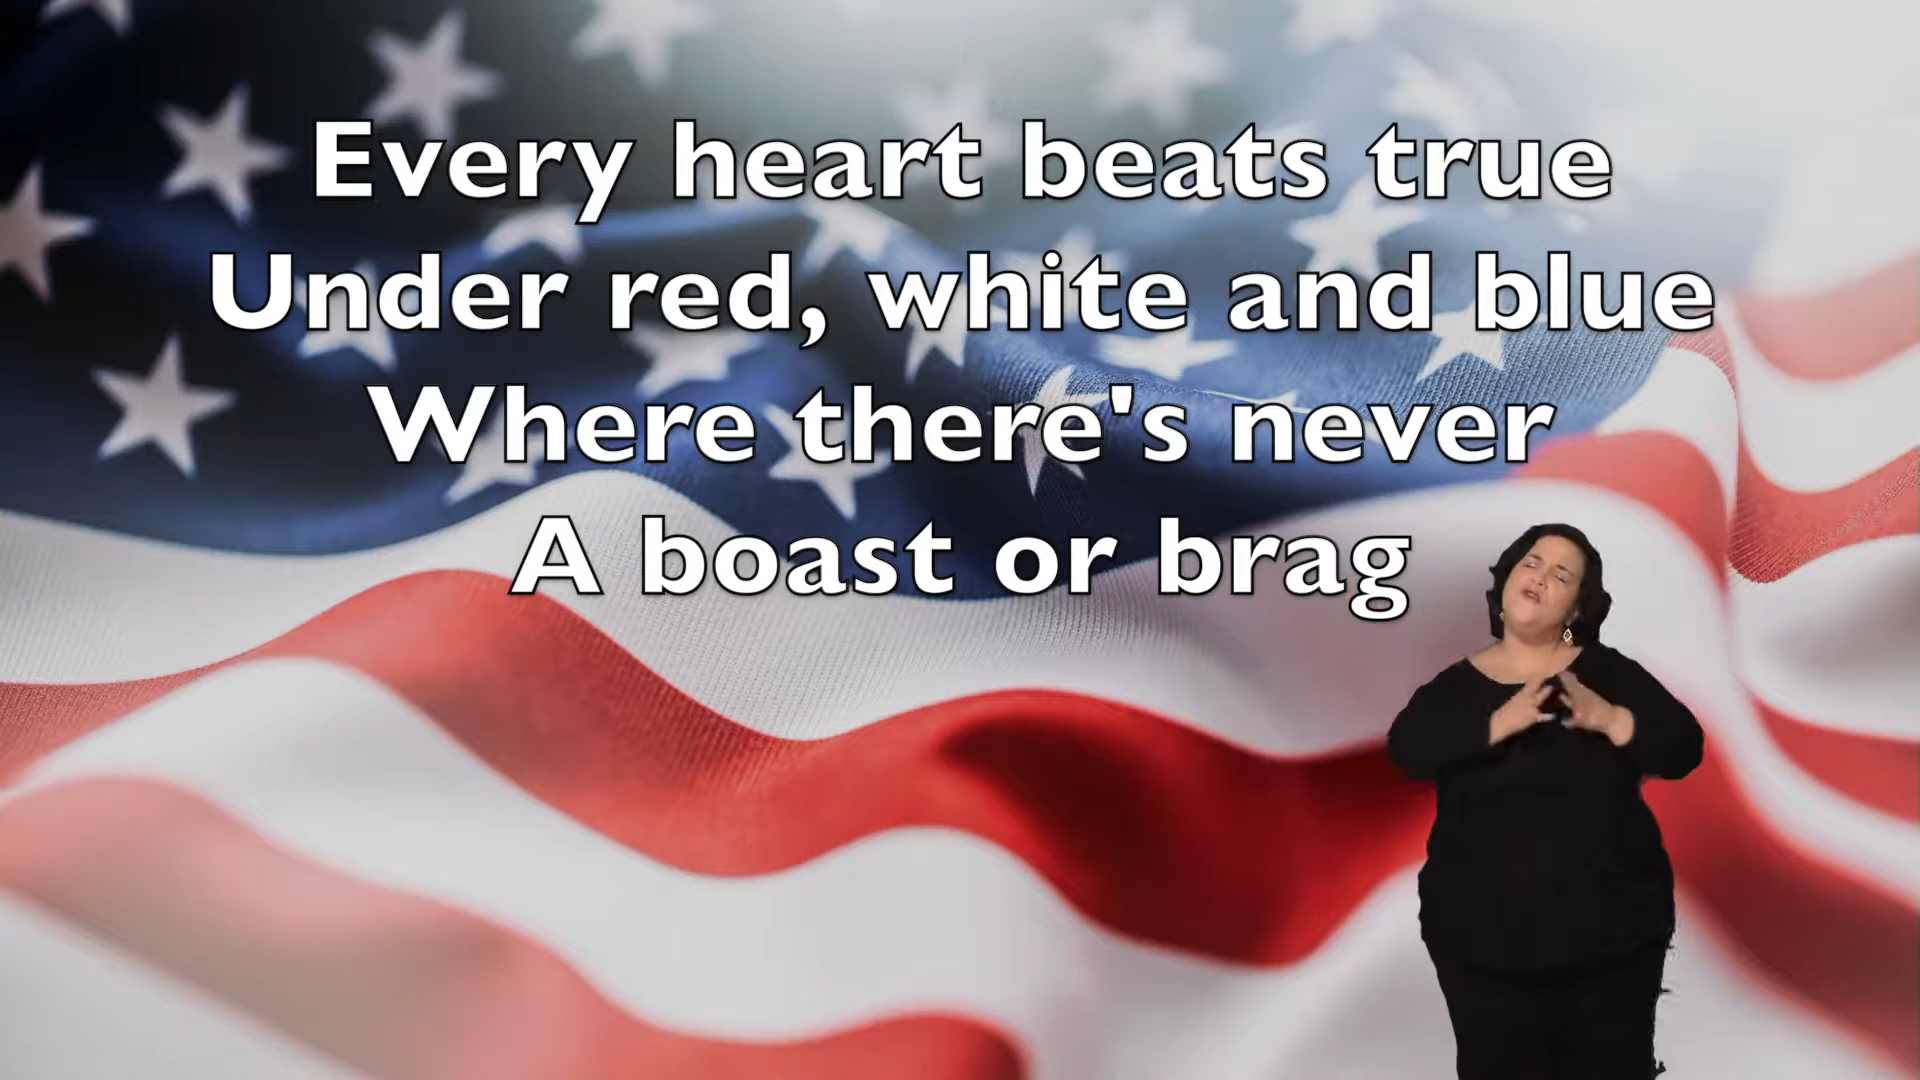 Every heart beats true
Under red, white and blue
Where there's never
A boast or brag